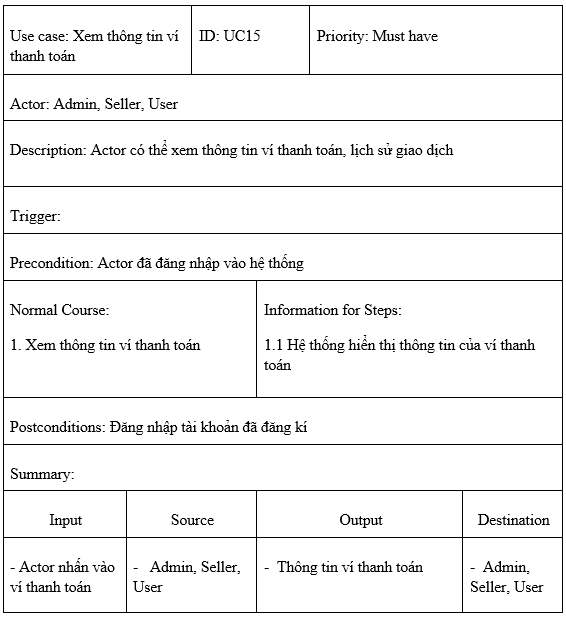 Use case: Xem thông tin ví
thanh toán
ID: UC15
Priority: Must have
Actor: Admin, Seller, User
Description: Actor có thể xem thông tin ví thanh toán, lịch sử giao dịch
Trigger:
Precondition: Actor đã đăng nhập vào hệ thống
Normal Course:
1. Xem thông tin ví thanh toán
Information for Steps:
1.1 Hệ thống hiển thị thông tin của ví thanh
toán
Postconditions: Đăng nhập tài khoản đã đăng kí
Summary:
Input
Source
Output
Destination
- Actor nhấn vào
ví thanh toán
- Admin, Seller,
User
- Thông tin ví thanh toán
- Admin,
Seller, User